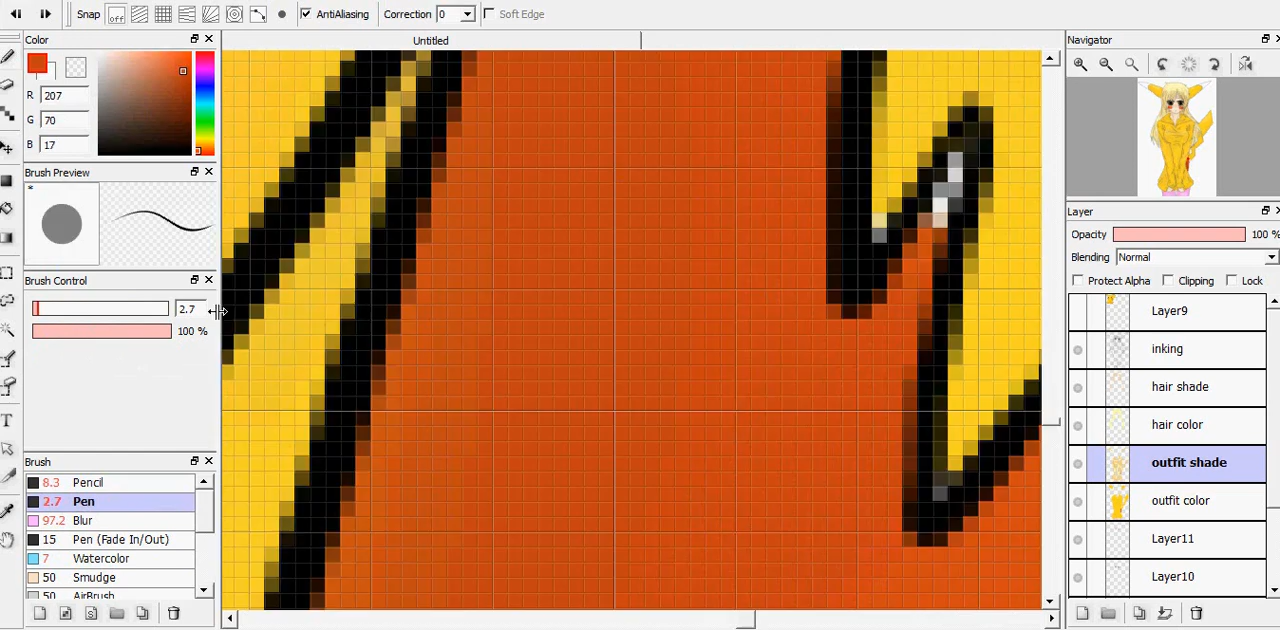 Snap off AntiAliasing Correction 0 Soft Edge
Color
R 207
G 70
B 17
Brush Preview
*
Brush Control
2.7
100 %
Brush
8.3 Pencil
2.7 Pen
97.2 Blur
15 Pen (Fade In/Out)
7 Watercolor
50 Smudge
50 AirBrush
Untitled
Navigator
Layer
Opacity 100 %
Blending Normal
Protect Alpha Clipping Lock
Layer9
inking
hair shade
hair color
outfit shade
outfit color
Layer11
Layer10
T
S